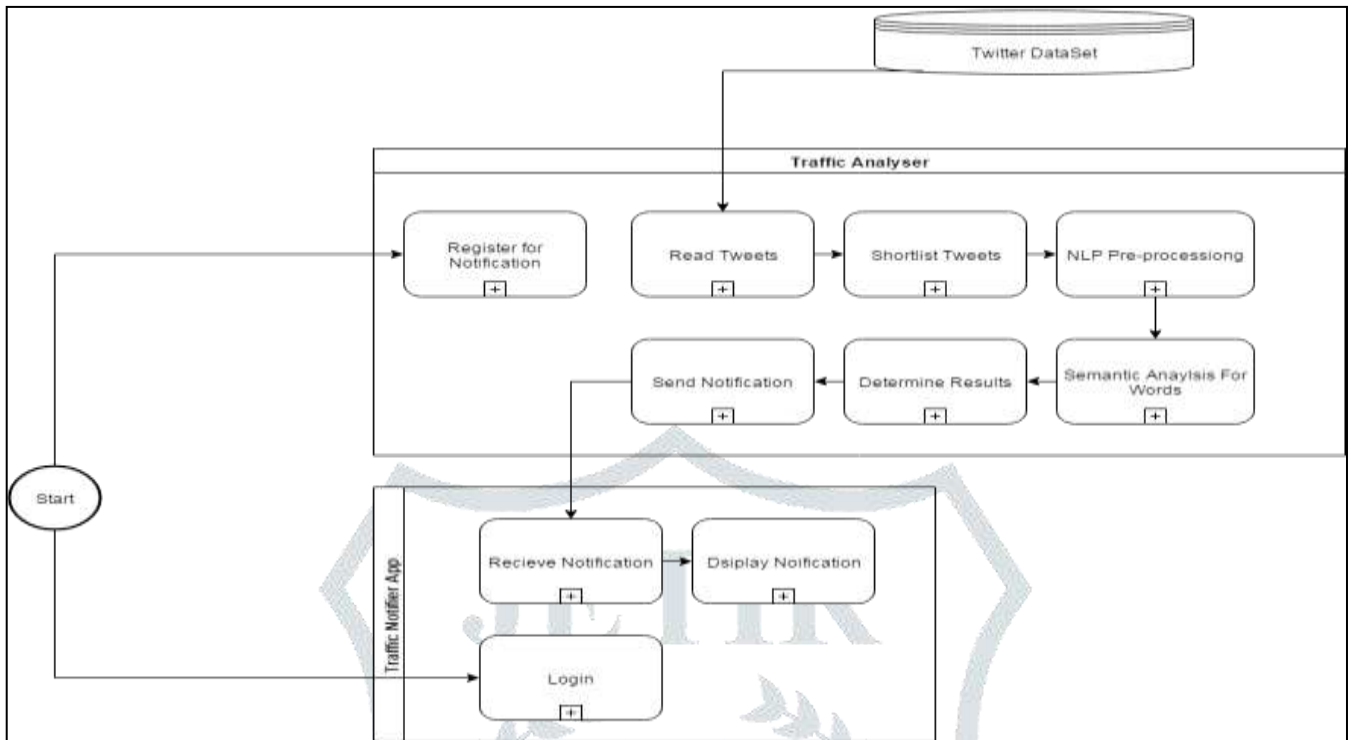 Twitter DataSet
Traffic Analyser
Register for
Notification
Read Tweets
Shortlist Tweets
NLP Pre-processiong
Send Notification
Determine Results
Semantic Anaylsis For
Words
Start
Traffic Notifier App
Recieve Notification
Dsiplay Noification
Login
JETIR